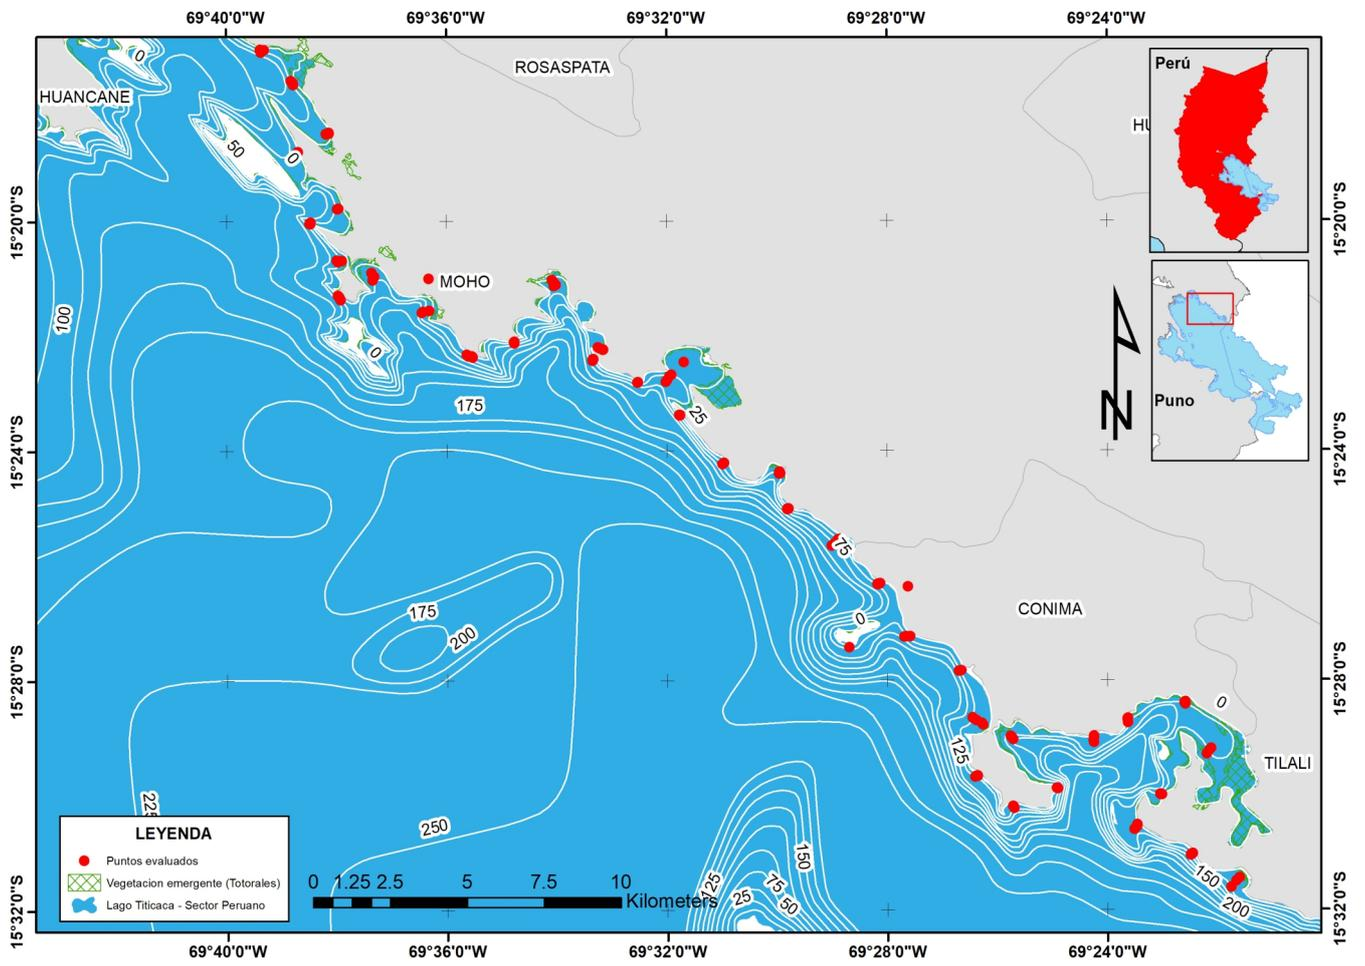 69°40'0"W 69°36'0"W 69°32'0"W 69°28'0"W 69°24'0"W
0
ROSASPATA
Perú
HUANCANE
HU
50
0
15°20'0"S
15°20'0"S
MOHO
100
0
175
25
Puno
N
15°24'0"S
15°24'0"S
75
175
200
0
CONIMA
15°28'0"S
15°28'0"S
0
125
TILALI
225
250
150
125
75
25
50
150
200
LEYENDA
Puntos evaluados
Vegetacion emergente (Totorales)
Lago Titicaca - Sector Peruano
0 1.25 2.5 5 7.5 10
Kilometers
15°32'0"S
15°32'0"S
69°40'0"W 69°36'0"W 69°32'0"W 69°28'0"W 69°24'0"W